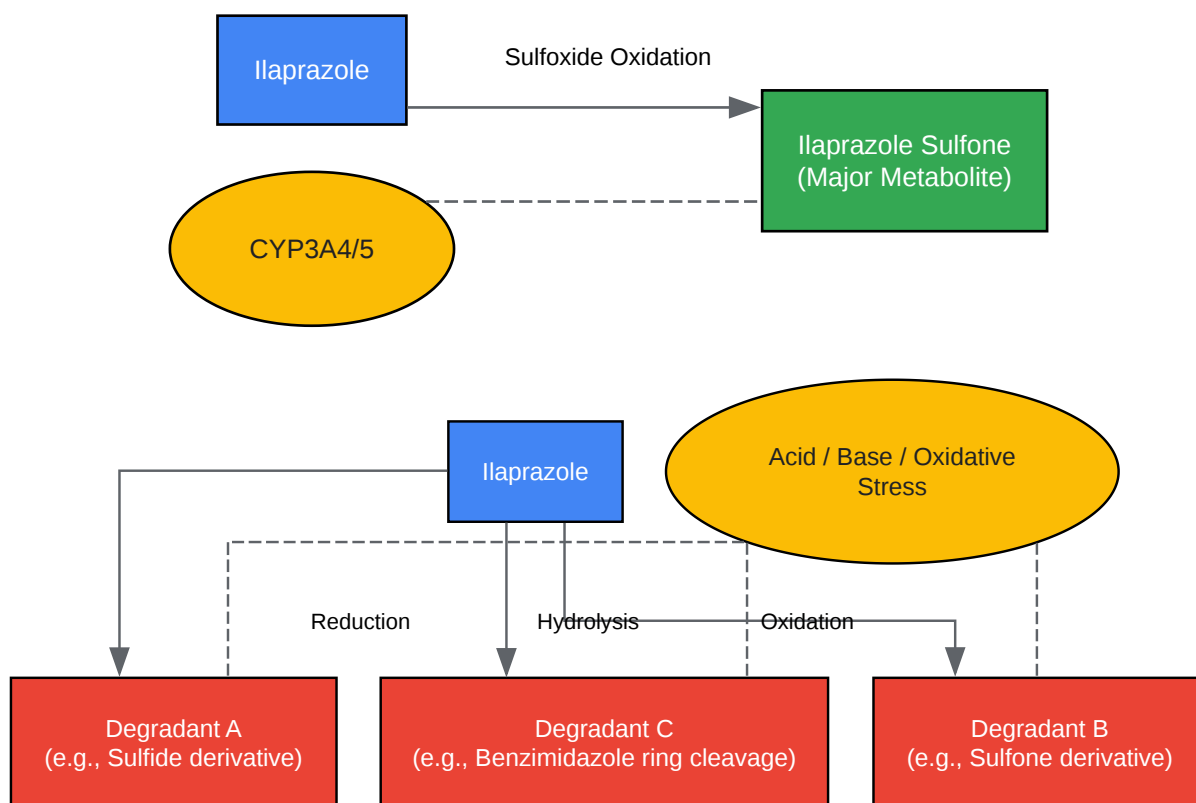 Ilaprazole
Sulfoxide Oxidation
Ilaprazole Sulfone
(Major Metabolite)
CYP3A4/5
Acid / Base / Oxidative
Stress
Ilaprazole
Reduction
Hydrolysis
Oxidation
Degradant A
(e.g., Sulfide derivative)
Degradant C
(e.g., Benzimidazole ring cleavage)
Degradant B
(e.g., Sulfone derivative)